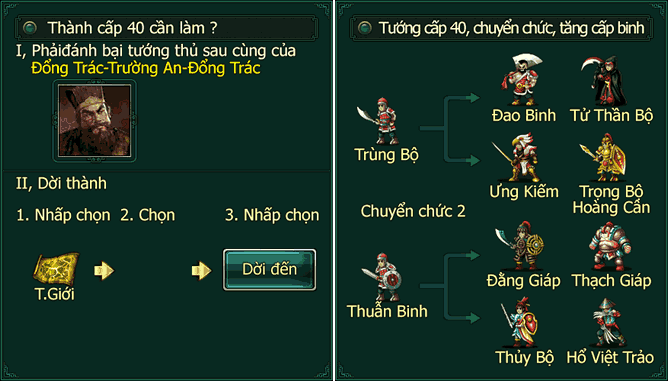 Thành cấp 40 cần làm ?
I, Phảiđánh bại tướng thủ sau cùng của
Đổng Trác-Trường An-Đổng Trác
II, Dời thành
1. Nhấp chọn 2. Chọn 3. Nhấp chọn
T.Giới
Dời đến
Tướng cấp 40, chuyển chức, tăng cấp binh
Trùng Bộ
Đao Binh
Tử Thần Bộ
Ưng Kiếm
Trọng Bộ
Hoàng Cân
Chuyển chức 2
Thuẫn Binh
Đằng Giáp
Thạch Giáp
Thủy Bộ
Hổ Việt Trảo